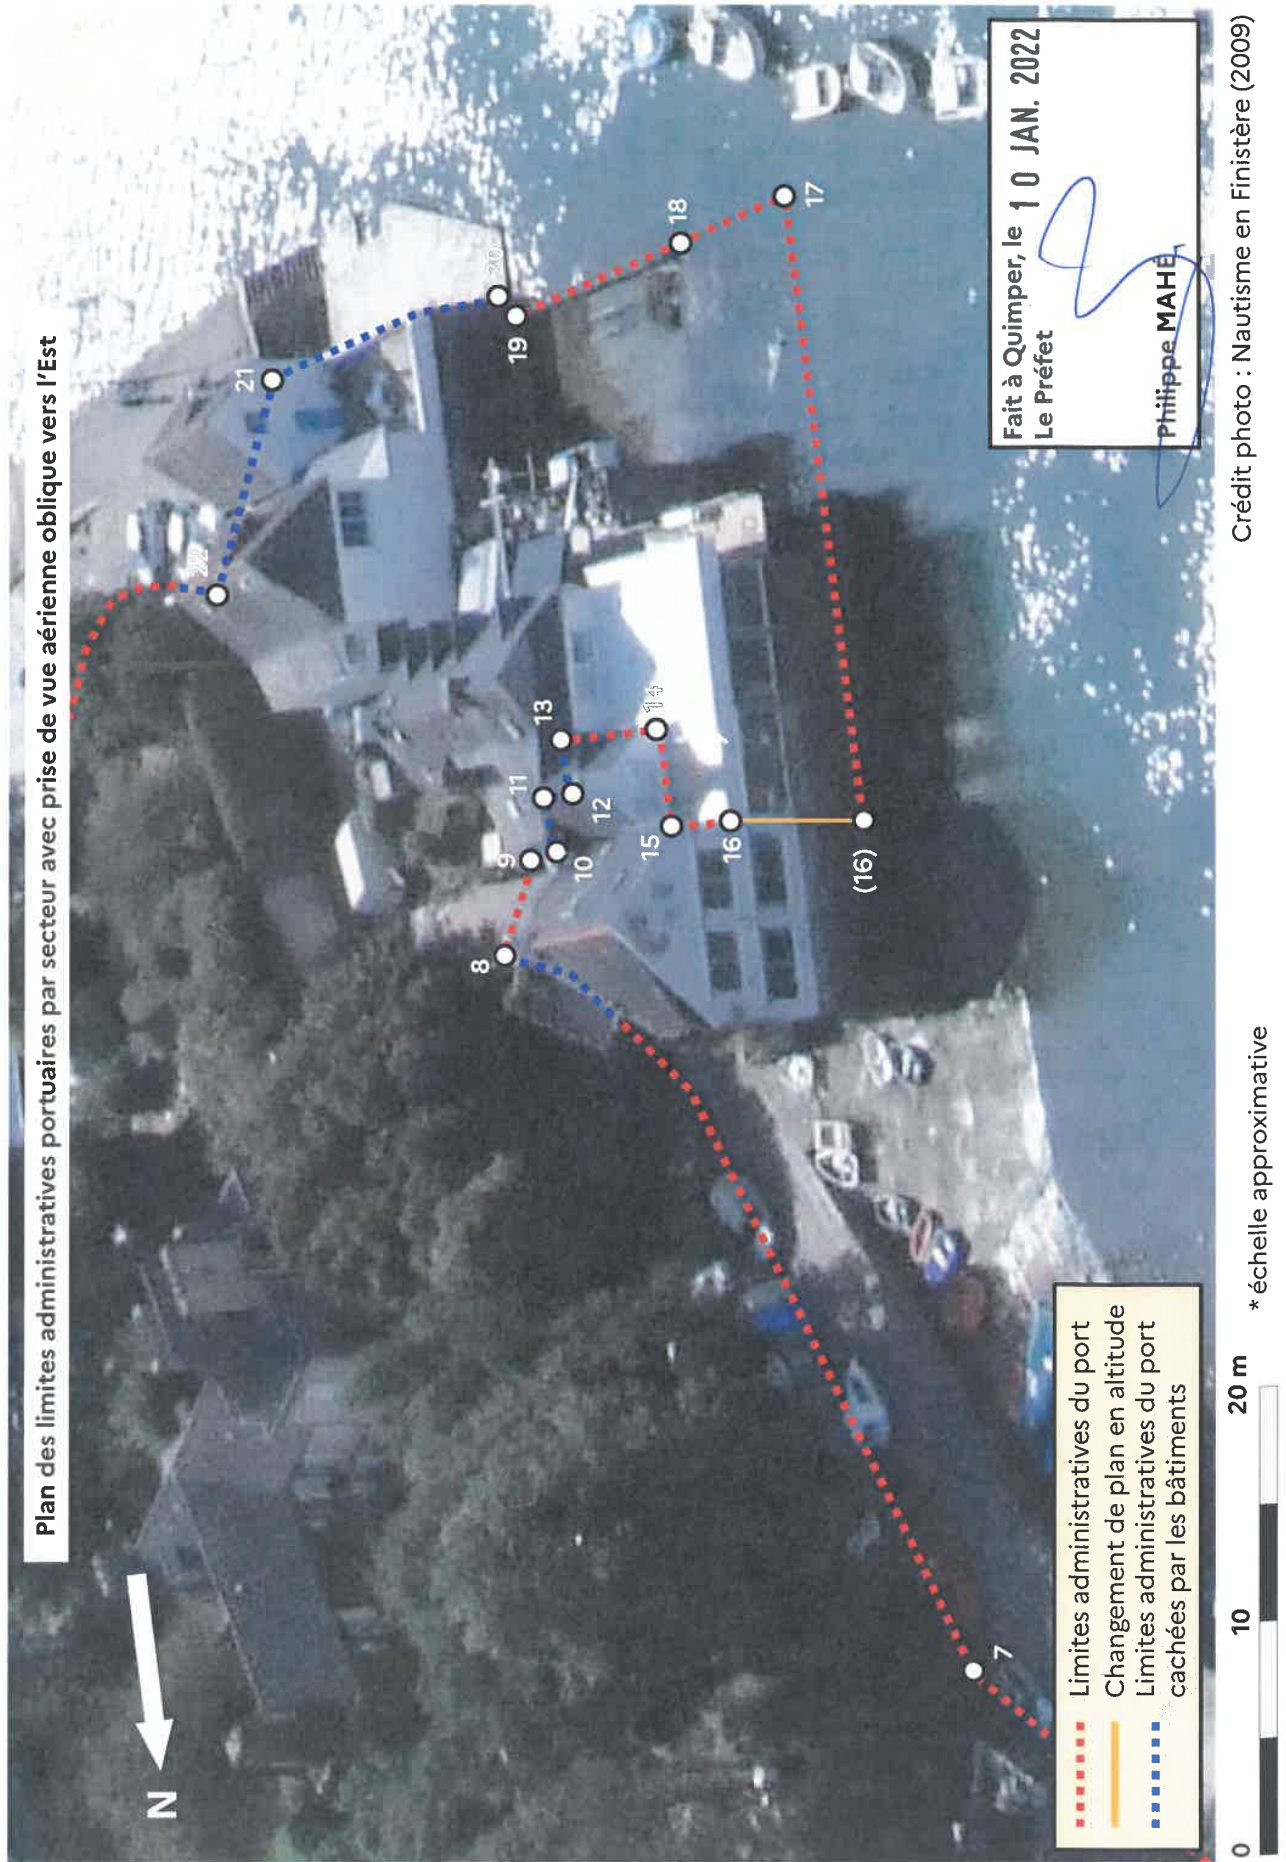 Plan des limites administratives portuaires par secteur avec prise de vue aérienne oblique vers l'Est
N
7
8
9
10
11
12
13
14
15
16
(16)
17
18
19
20
21
22
Limites administratives du port
Changement de plan en altitude
Limites administratives du port
cachées par les bâtiments
Fait à Quimper, le 10 JAN. 2022
Le Préfet
Philippe MAHÉ
0 10 20 m
*échelle approximative
Crédit photo : Nautisme en Finistère (2009)